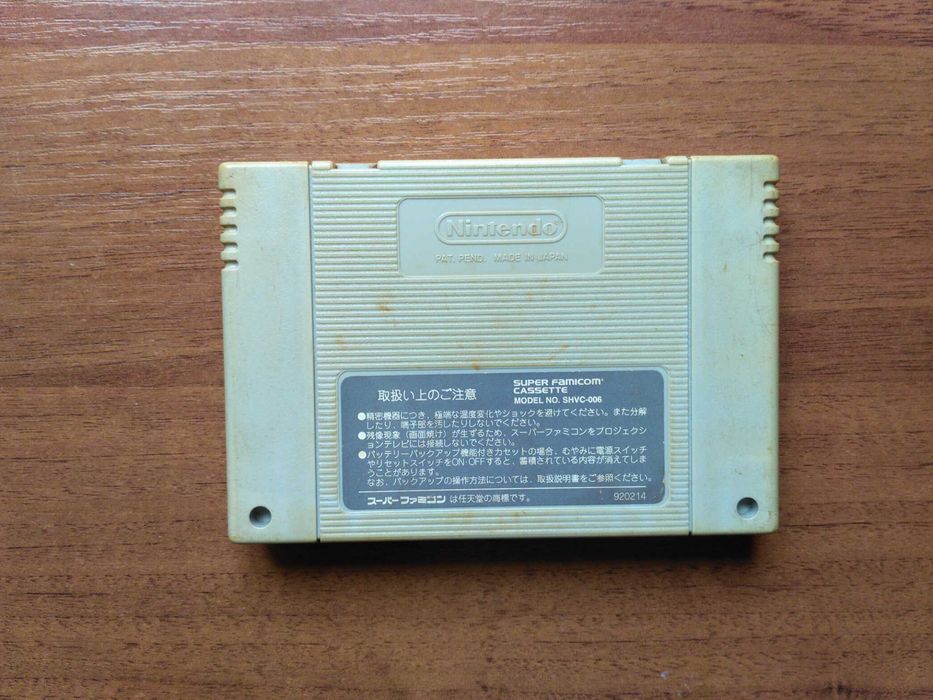 Nintendo
PAT. PEND. MADE IN JAPAN
取扱い上のご注意
SUPER FAMICOM
CASSETTE
MODEL NO. SHVC-006
●精密機器につき、極端な温度変化やショックを避けてください。また分解
したり、端子部を汚したりしないでください。
●残像現象（画面焼け）が生ずるため、スーパーファミコンをプロジェクシ
ョンテレビには接続しないでください。
●バッテリーバックアップ機能付きカセットの場合、むやみに電源スイッチ
やリセットスイッチをON・OFFすると、蓄積されている内容が消えてしま
うことがあります。
なお、バックアップの操作方法については、取扱説明書をご参照ください。
スーパーファミコンは任天堂の商標です。 920214